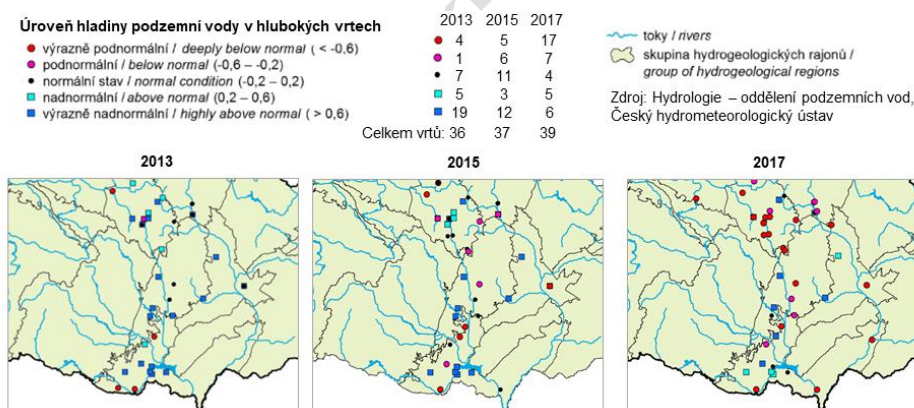 Úroveň hladiny podzemní vody v hlubokých vrtech
2013 2015 2017
výrazně podnormální / deeply below normal ( < -0,6) 4 5 17
podnormální / below normal (-0,6 – -0,2) 1 6 7
normální stav / normal condition (-0,2 – 0,2) 7 11 4
nadnormální / above normal (0,2 – 0,6) 5 3 5
výrazně nadnormální / highly above normal ( > 0,6) 19 12 6
Celkem vrtů: 36 37 39
toky / rivers
skupina hydrogeologických rajonů /
group of hydrogeological regions
Zdroj: Hydrologie – oddělení podzemních vod,
Český hydrometeorologický ústav
2013 2015 2017